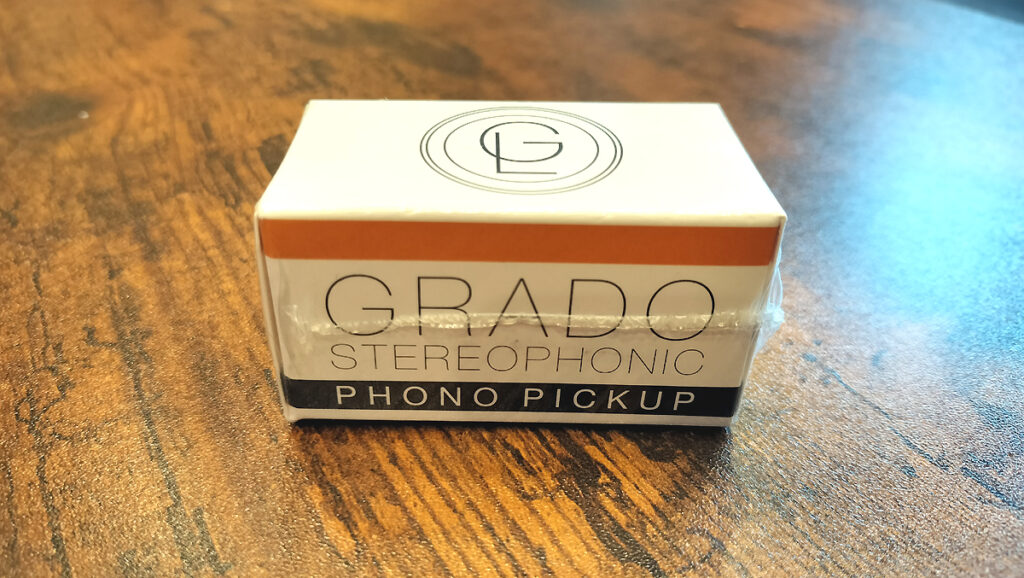 GL
GRADO
STEREOPHONIC
PHONO PICKUP